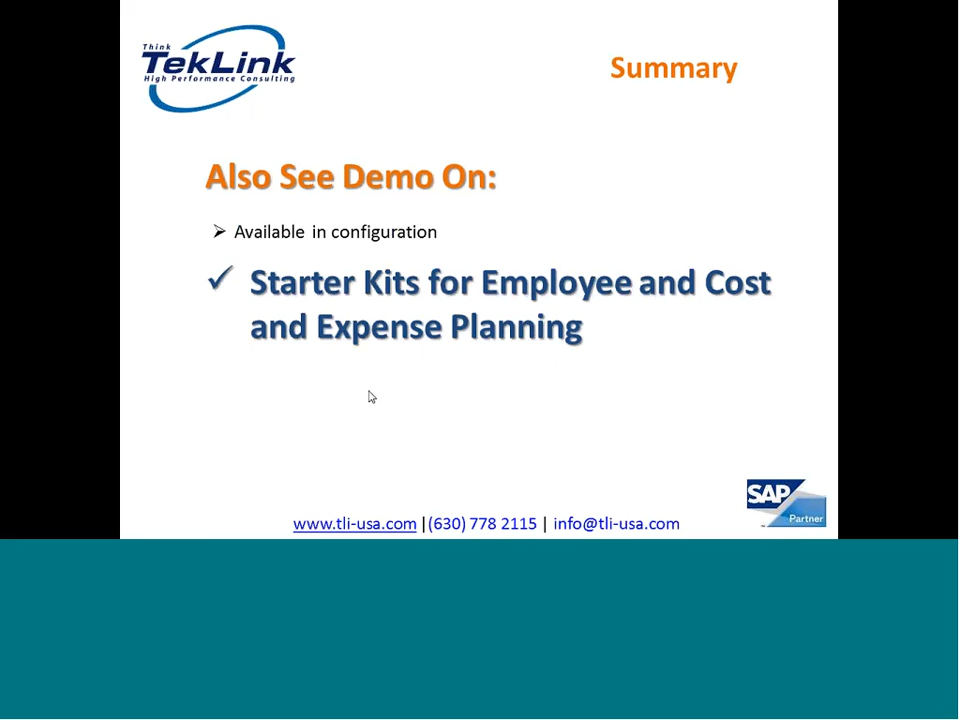 Think
TekLink
High Performance Consulting
Summary
Also See Demo On:
➢ Available in configuration
✓ Starter Kits for Employee and Cost
and Expense Planning
SAP
Partner
www.tli-usa.com |(630) 778 2115 | info@tli-usa.com